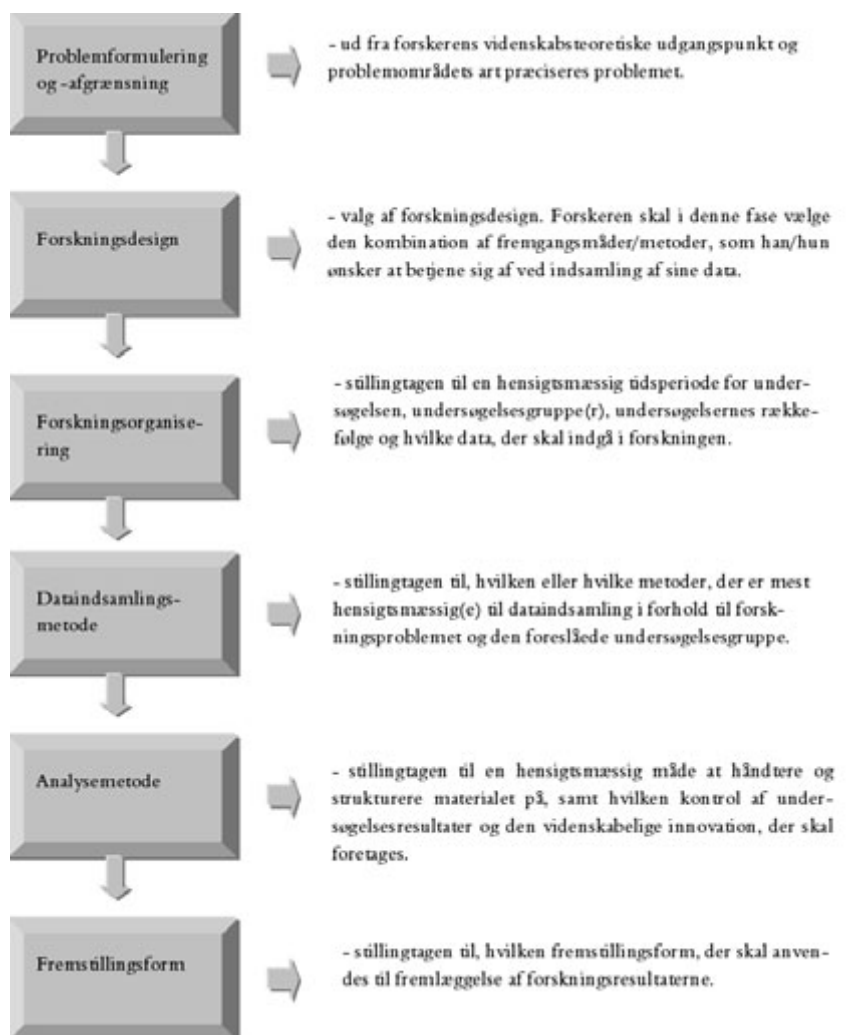 Problemformulering
og -afgrænsning
- ud fra forskerens videnskabsteoretiske udgangspunkt og
problemområdets art præciseres problemet.
Forskningsdesign
- valg af forskningsdesign. Forskeren skal i denne fase vælge
den kombination af fremgangsmåder/metoder, som han/hun
ønsker at betjene sig af ved indsamling af sine data.
Forskningsorganise-
ring
- stillingtagen til en hensigtsmæssig tidsperiode for under-
søgelsen, undersøgelsesgruppe(r), undersøgelsernes række-
følge og hvilke data, der skal indgå i forskningen.
Dataindsamlings-
metode
- stillingtagen til, hvilken eller hvilke metoder, der er mest
hensigtsmæssig(e) til dataindsamling i forhold til forsk-
ningsproblemet og den foreslåede undersøgelsesgruppe.
Analysemetode
- stillingtagen til en hensigtsmæssig måde at håndtere og
strukturere materialet på, samt hvilken kontrol af under-
søgelsesresultater og den videnskabelige innovation, der skal
foretages.
Fremstillingsform
- stillingtagen til, hvilken fremstillingsform, der skal anven-
des til fremlæggelse af forskningsresultaterne.